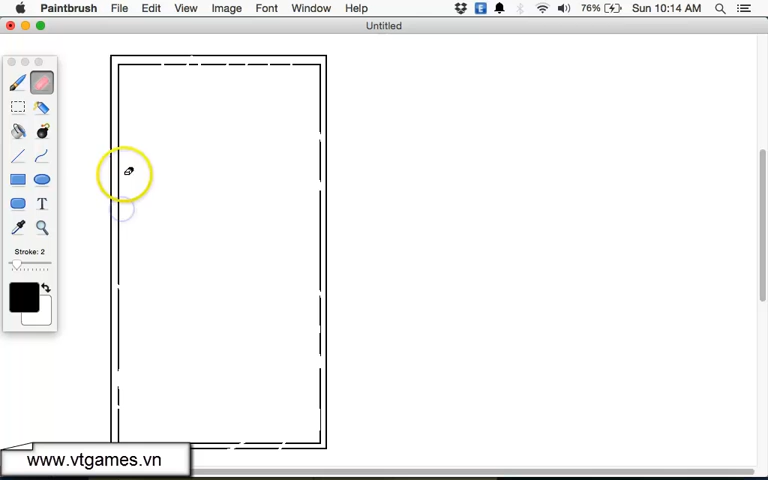 Paintbrush File Edit View Image Font Window Help 76% Sun 10:14 AM
Untitled
T
Stroke: 2
www.vtgames.vn